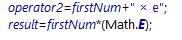 operator2=firstNum+" × e";
result=firstNum*(Math.E);